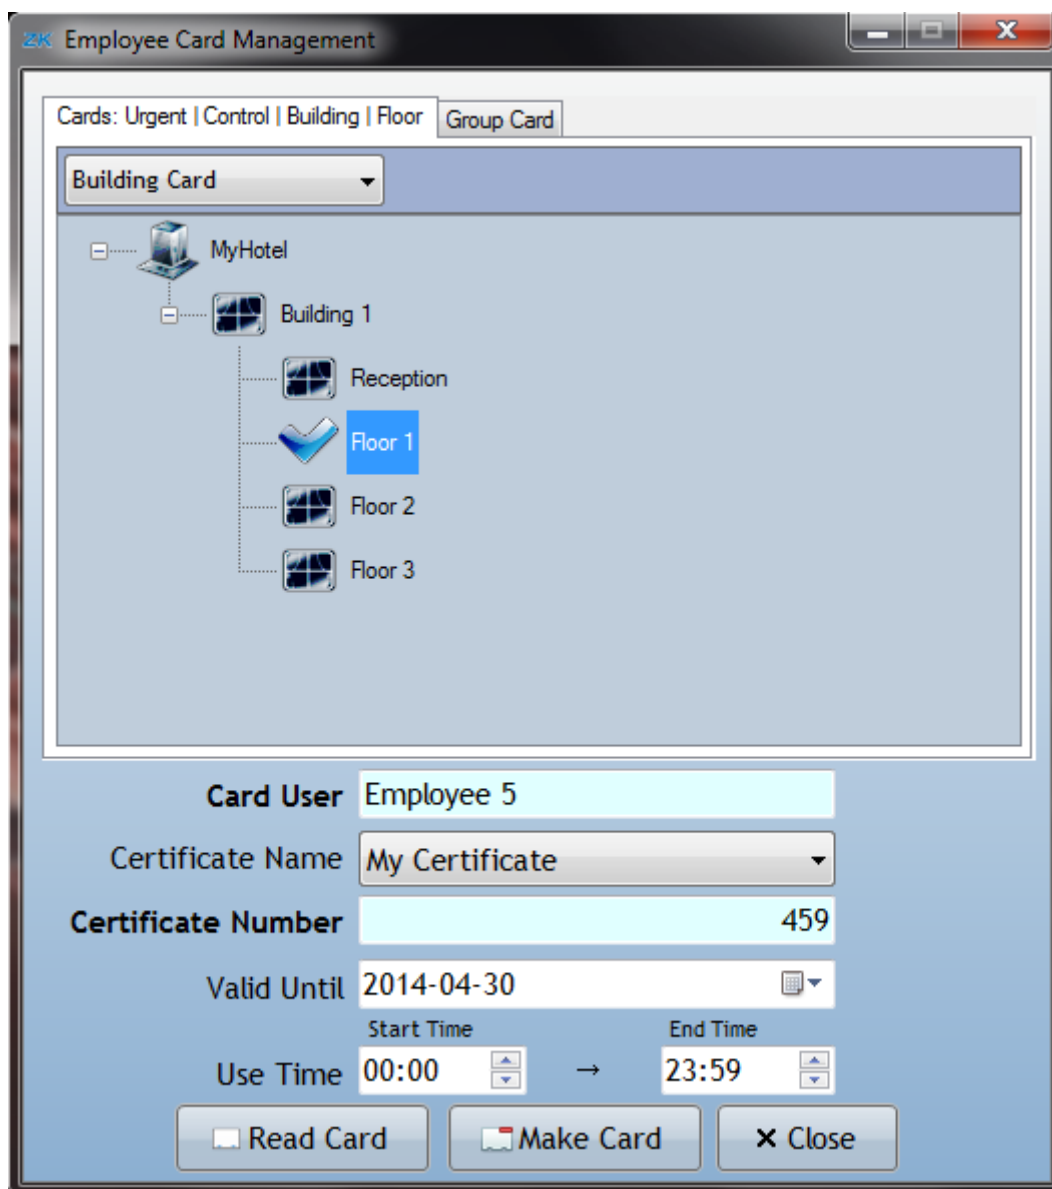 ZK Employee Card Management
Cards: Urgent | Control | Building | Floor Group Card
Building Card
MyHotel
Building 1
Reception
Floor 1
Floor 2
Floor 3
Card User Employee 5
Certificate Name My Certificate
Certificate Number 459
Valid Until 2014-04-30
Start Time End Time
Use Time 00:00 → 23:59
Read Card Make Card × Close